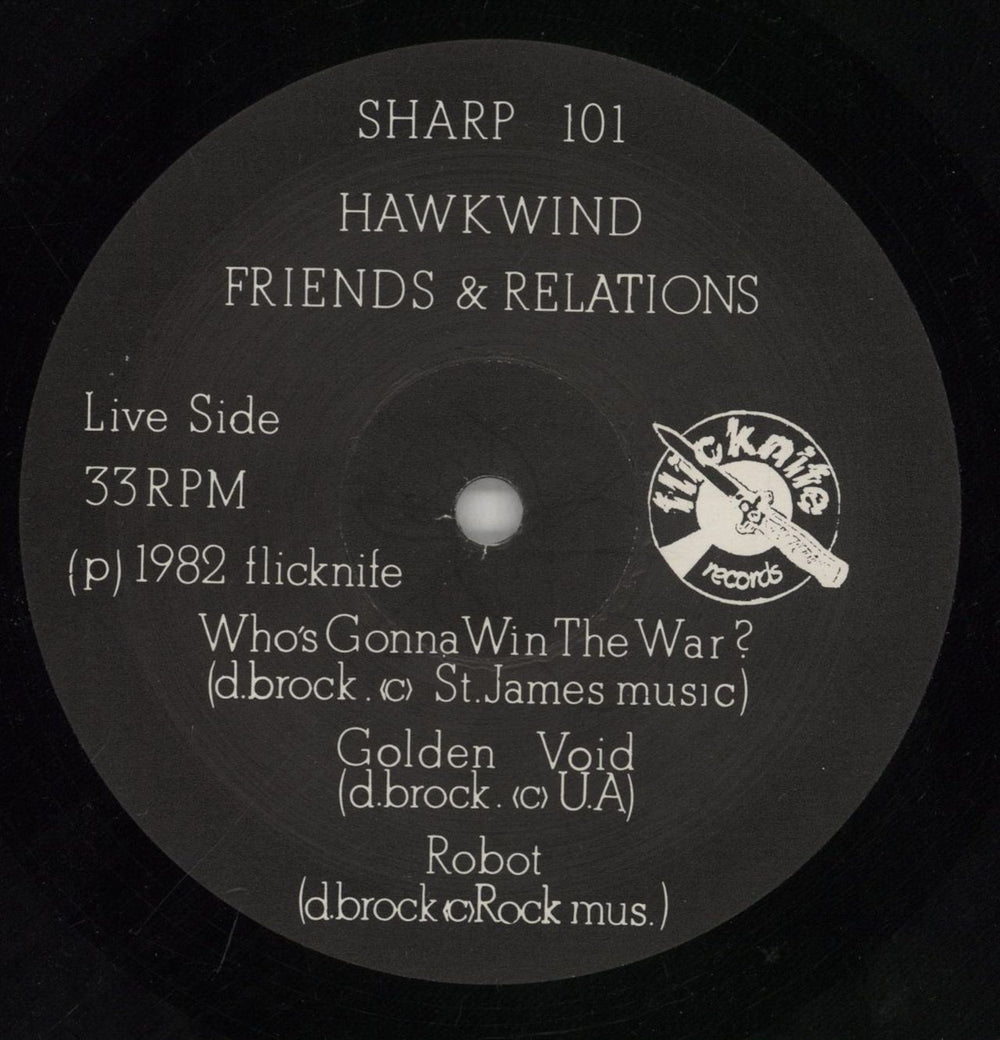 SHARP 101
HAWKWIND
FRIENDS & RELATIONS
Live Side
33RPM
(p) 1982 flicknife
flicknife
records
Who's Gonna Win The War?
(d.brock. (c) St.James music)
Golden Void
(d.brock. (c) U.A)
Robot
(d.brock (c) Rock mus.)